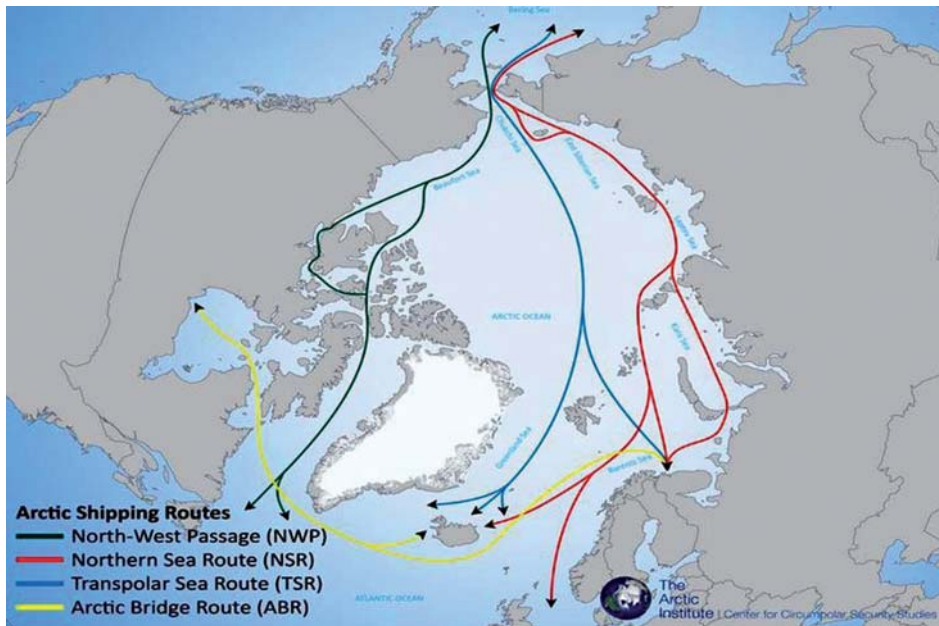 Bering Sea
Chukchi Sea
East Siberian Sea
Beaufort Sea
Laptev Sea
ARCTIC OCEAN
Kara Sea
Greenland Sea
Barents Sea
Arctic Shipping Routes
North-West Passage (NWP)
Northern Sea Route (NSR)
Transpolar Sea Route (TSR)
Arctic Bridge Route (ABR)
ATLANTIC OCEAN
The
Arctic
Institute | Center for Circumpolar Security Studies